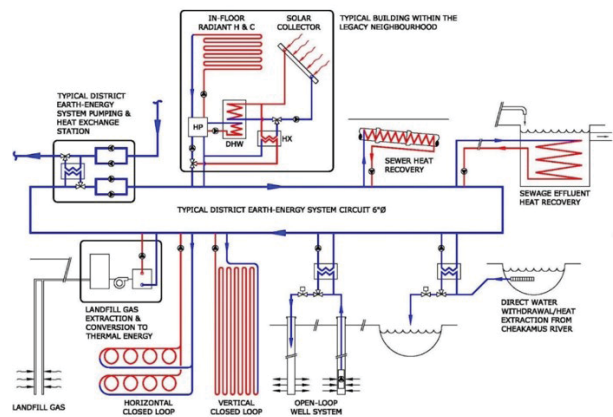 IN-FLOOR
RADIANT H & C
SOLAR
COLLECTOR
TYPICAL BUILDING WITHIN THE
LEGACY NEIGHBOURHOOD
TYPICAL DISTRICT
EARTH-ENERGY
SYSTEM PUMPING &
HEAT EXCHANGE
STATION
HP
DHW
HX
SEWER HEAT
RECOVERY
SEWAGE EFFLUENT
HEAT RECOVERY
TYPICAL DISTRICT EARTH-ENERGY SYSTEM CIRCUIT 6"Ø
LANDFILL GAS
EXTRACTION &
CONVERSION TO
THERMAL ENERGY
DIRECT WATER
WITHDRAWAL/HEAT
EXTRACTION FROM
CHEAKAMUS RIVER
LANDFILL GAS
HORIZONTAL
CLOSED LOOP
VERTICAL
CLOSED LOOP
OPEN-LOOP
WELL SYSTEM